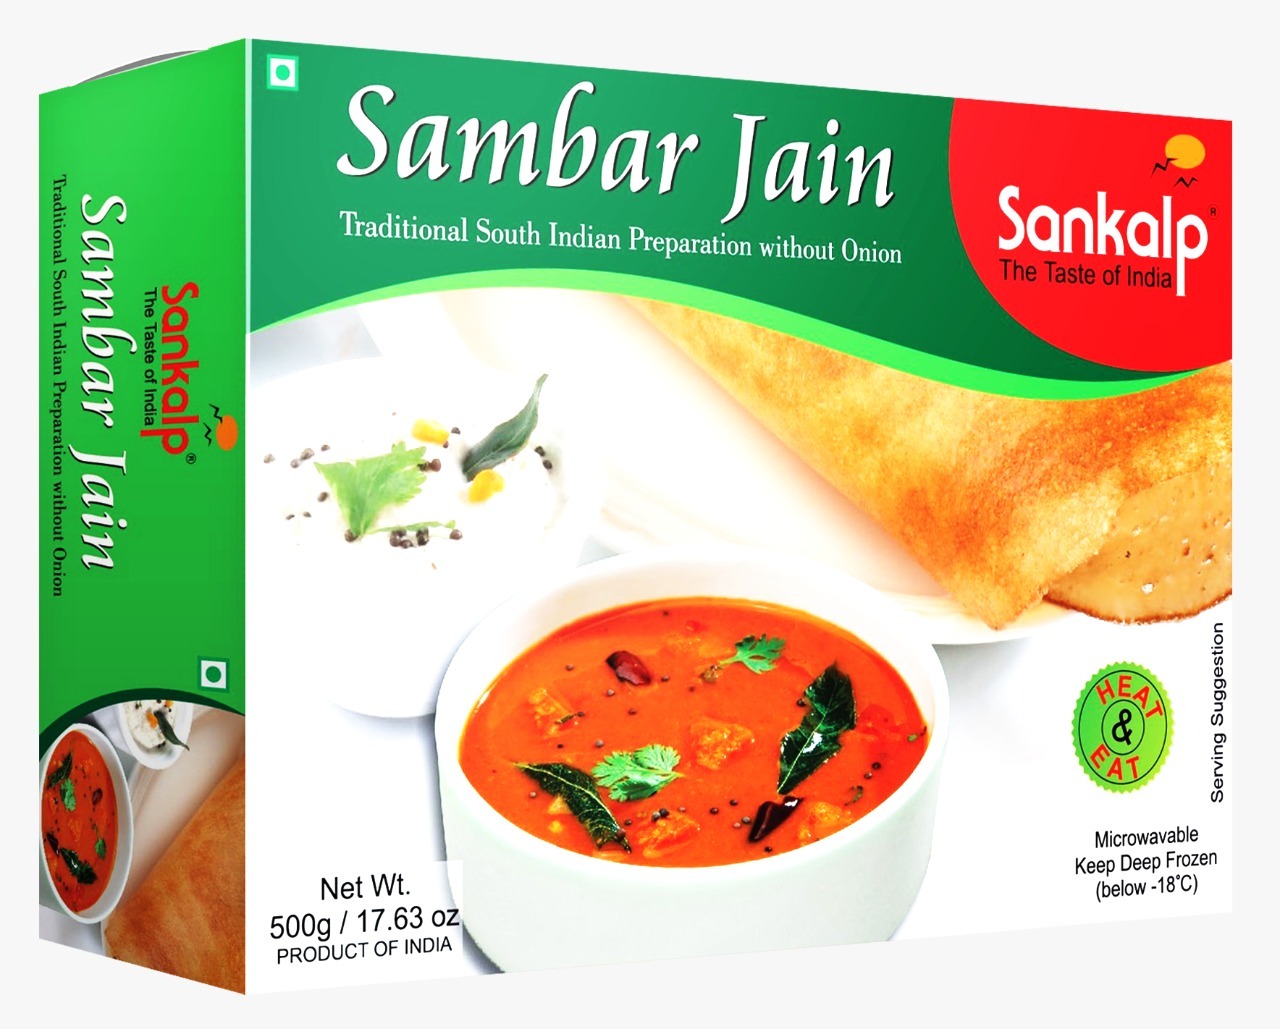 Sambar Jain
Traditional South Indian Preparation without Onion
Sankalp®
The Taste of India
HEAT
&
EAT
Serving Suggestion
Microwavable
Keep Deep Frozen
(below -18°C)
Net Wt.
500g / 17.63 oz
PRODUCT OF INDIA
Sankalp®
The Taste of India
Sambar Jain
Traditional South Indian Preparation without Onion